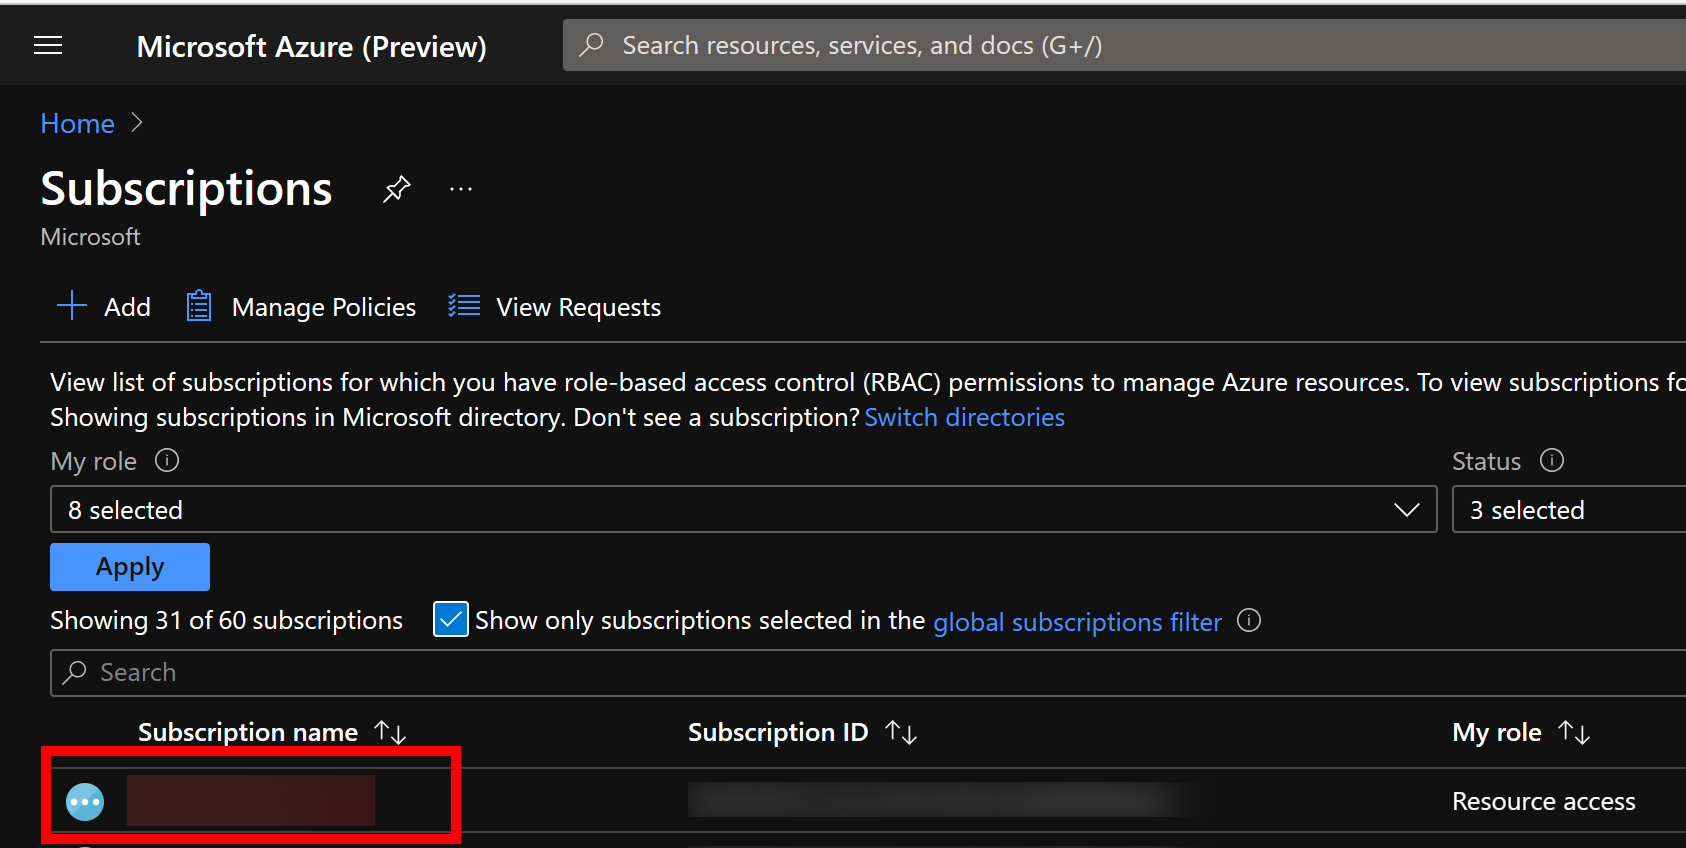 Microsoft Azure (Preview)
Search resources, services, and docs (G+/)
Home
Subscriptions
Microsoft
Add
Manage Policies
View Requests
View list of subscriptions for which you have role-based access control (RBAC) permissions to manage Azure resources. To view subscriptions fo
Showing subscriptions in Microsoft directory. Don't see a subscription? Switch directories
My role
Status
8 selected
3 selected
Apply
Showing 31 of 60 subscriptions
Show only subscriptions selected in the global subscriptions filter
Search
Subscription name
Subscription ID
My role
Resource access